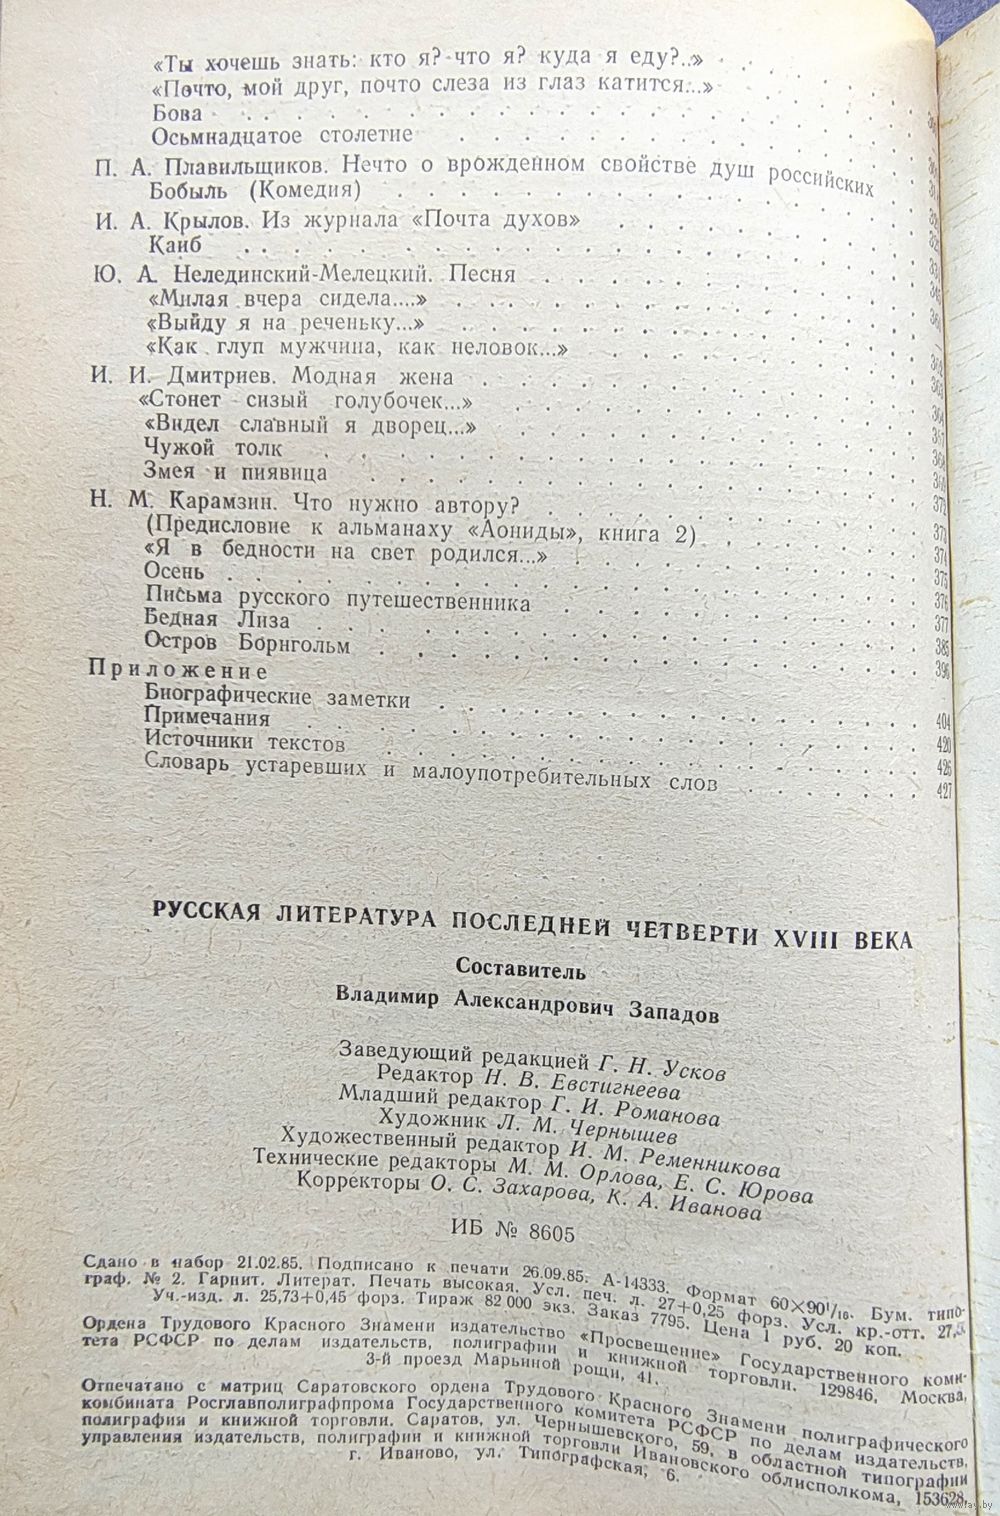 «Ты хочешь знать: кто я? что я? куда я еду?..»
«Почто, мой друг, почто слеза из глаз катится...»
Бова
Осьмнадцатое столетие
П. А. Плавильщиков. Нечто о врожденном свойстве душ российских
Бобыль (Комедия)
И. А. Крылов. Из журнала «Почта духов»
Каиб
Ю. А. Нелединский-Мелецкий. Песня
«Милая вчера сидела....»
«Выйду я на реченьку...»
«Как глуп мужчина, как неловок...»
И. И. Дмитриев. Модная жена
«Стонет сизый голубочек...»
«Видел славный я дворец...»
Чужой толк
Змея и пиявица
Н. М. Карамзин. Что нужно автору? 372
(Предисловие к альманаху «Аониды», книга 2) 373
«Я в бедности на свет родился...» 374
Осень 375
Письма русского путешественника 376
Бедная Лиза 377
Остров Борнгольм 385
Приложение 396
Биографические заметки 404
Примечания 420
Источники текстов 426
Словарь устаревших и малоупотребительных слов 427
РУССКАЯ ЛИТЕРАТУРА ПОСЛЕДНЕЙ ЧЕТВЕРТИ XVIII ВЕКА
Составитель
Владимир Александрович Западов
Заведующий редакцией Г. Н. Усков
Редактор Н. В. Евстигнеева
Младший редактор Г. И. Романова
Художник Л. М. Чернышев
Художественный редактор И. М. Ременникова
Технические редакторы М. М. Орлова, Е. С. Юрова
Корректоры О. С. Захарова, К. А. Иванова
ИБ № 8605
Сдано в набор 21.02.85. Подписано к печати 26.09.85. А-14333. Формат 60×90¹/₁₆. Бум. типо-
граф. № 2. Гарнит. Литерат. Печать высокая. Усл. печ. л. 27+0,25 форз. Усл. кр.-отт.
Уч.-изд. л. 25,73+0,45 форз. Тираж 82 000 экз. Заказ 7795. Цена 1 руб. 20 коп.
Ордена Трудового Красного Знамени издательство «Просвещение» Государственного коми-
тета РСФСР по делам издательств, полиграфии и книжной торговли. 129846, Москва,
3-й проезд Марьиной рощи, 41.
Отпечатано с матриц Саратовского ордена Трудового Красного Знамени полиграфического
комбината Росглавполиграфпрома Государственного комитета РСФСР по делам издательств,
полиграфии и книжной торговли. Саратов, ул. Чернышевского, 59, в областной типографии
управления издательств, полиграфии и книжной торговли Ивановского облисполкома, 153628,
г. Иваново, ул. Типографская, 6.
www.ay.by